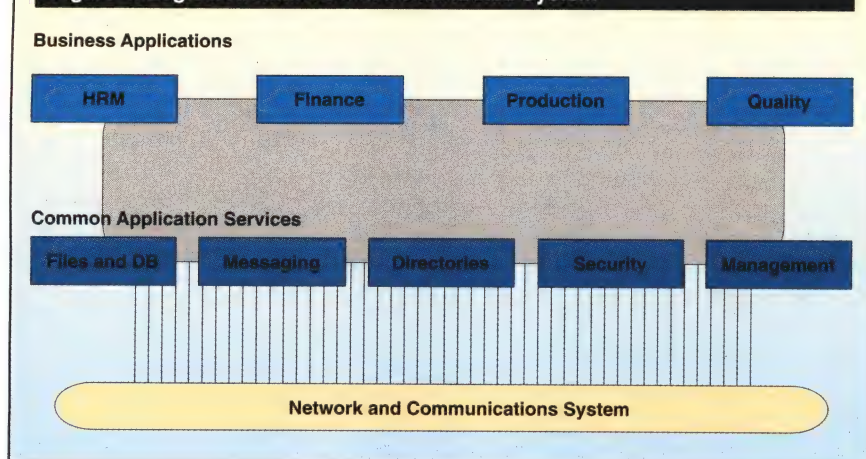 Business Applications
HRM Finance Production Quality
Common Application Services
Files and DB Messaging Directories Security Management
Network and Communications System